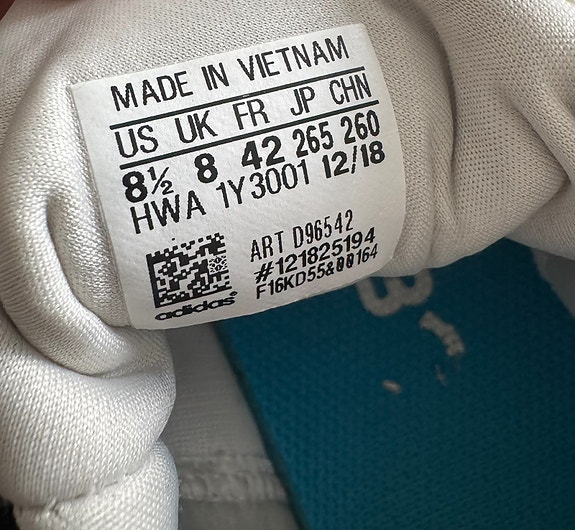 MADE IN VIETNAM
US UK FR JP CHN
8½ 8 42 265 260
HWA 1Y3001 12/18
ART D96542
#121825194
F16KD55&00164
adidas